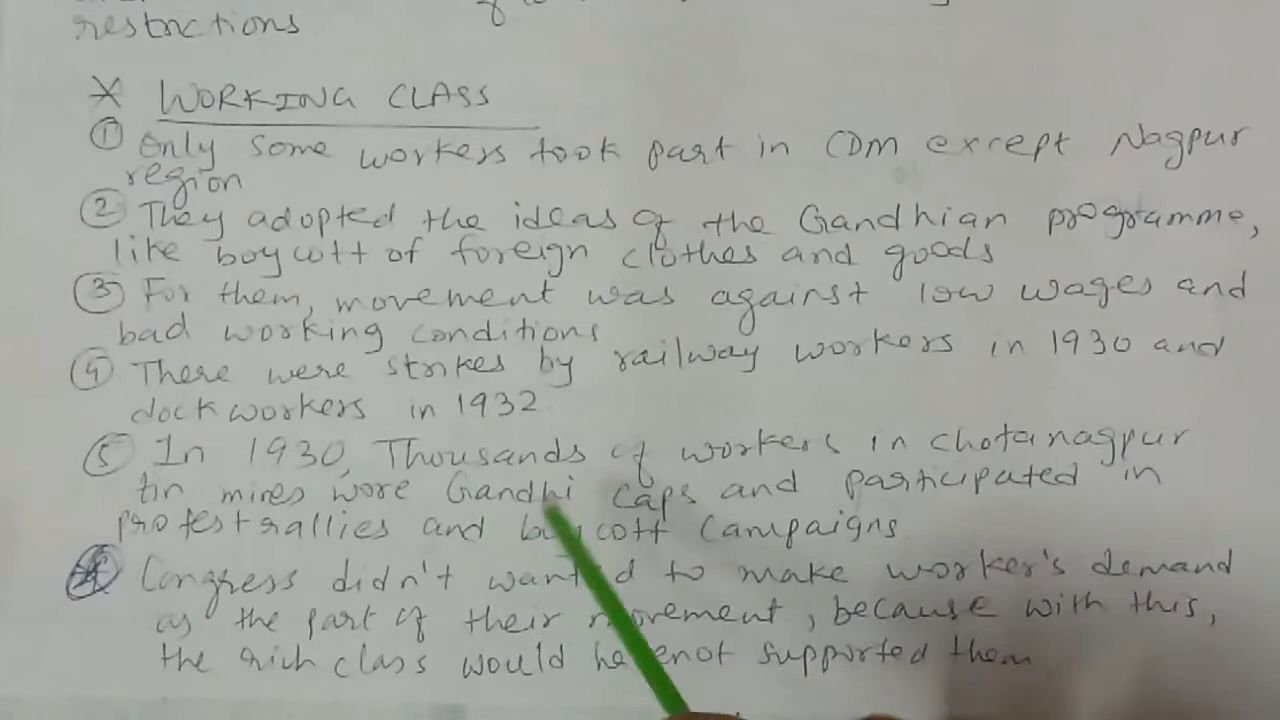 restrictions
* WORKING CLASS
① Only some workers took part in CDM except Nagpur
region
② They adopted the ideas of the Gandhian programme,
like boycott of foreign clothes and goods
③ For them, movement was against low wages and
bad working conditions
④ There were strikes by railway workers in 1930 and
dockworkers in 1932
⑤ In 1930, Thousands of workers in chotanagpur
tin mines wore Gandhi caps and participated in
protest rallies and boycott campaigns
Congress didn't wanted to make worker's demand
as the part of their movement, because with this,
the rich class would not supported them